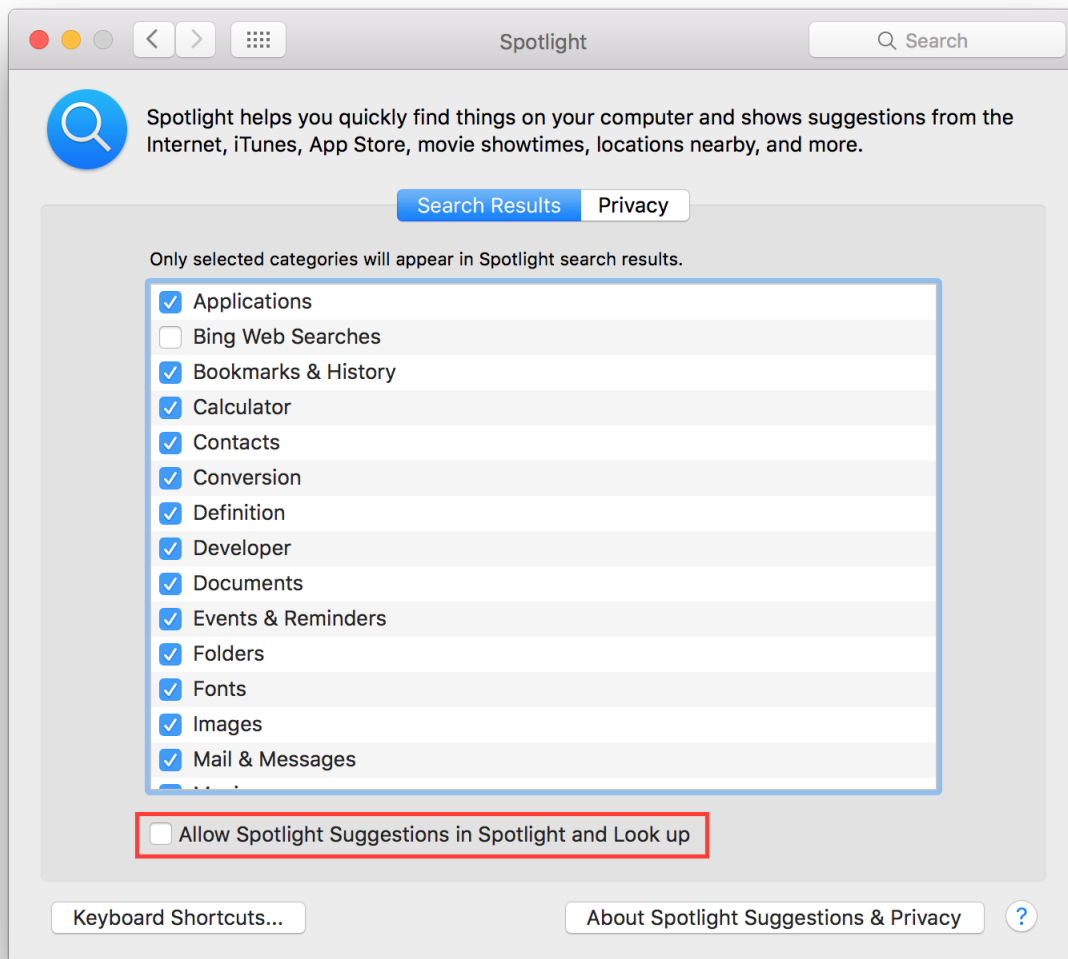 Spotlight
Search
Spotlight helps you quickly find things on your computer and shows suggestions from the
Internet, iTunes, App Store, movie showtimes, locations nearby, and more.
Search Results
Privacy
Only selected categories will appear in Spotlight search results.
Applications
Bing Web Searches
Bookmarks & History
Calculator
Contacts
Conversion
Definition
Developer
Documents
Events & Reminders
Folders
Fonts
Images
Mail & Messages
Allow Spotlight Suggestions in Spotlight and Look up
Keyboard Shortcuts...
About Spotlight Suggestions & Privacy
?